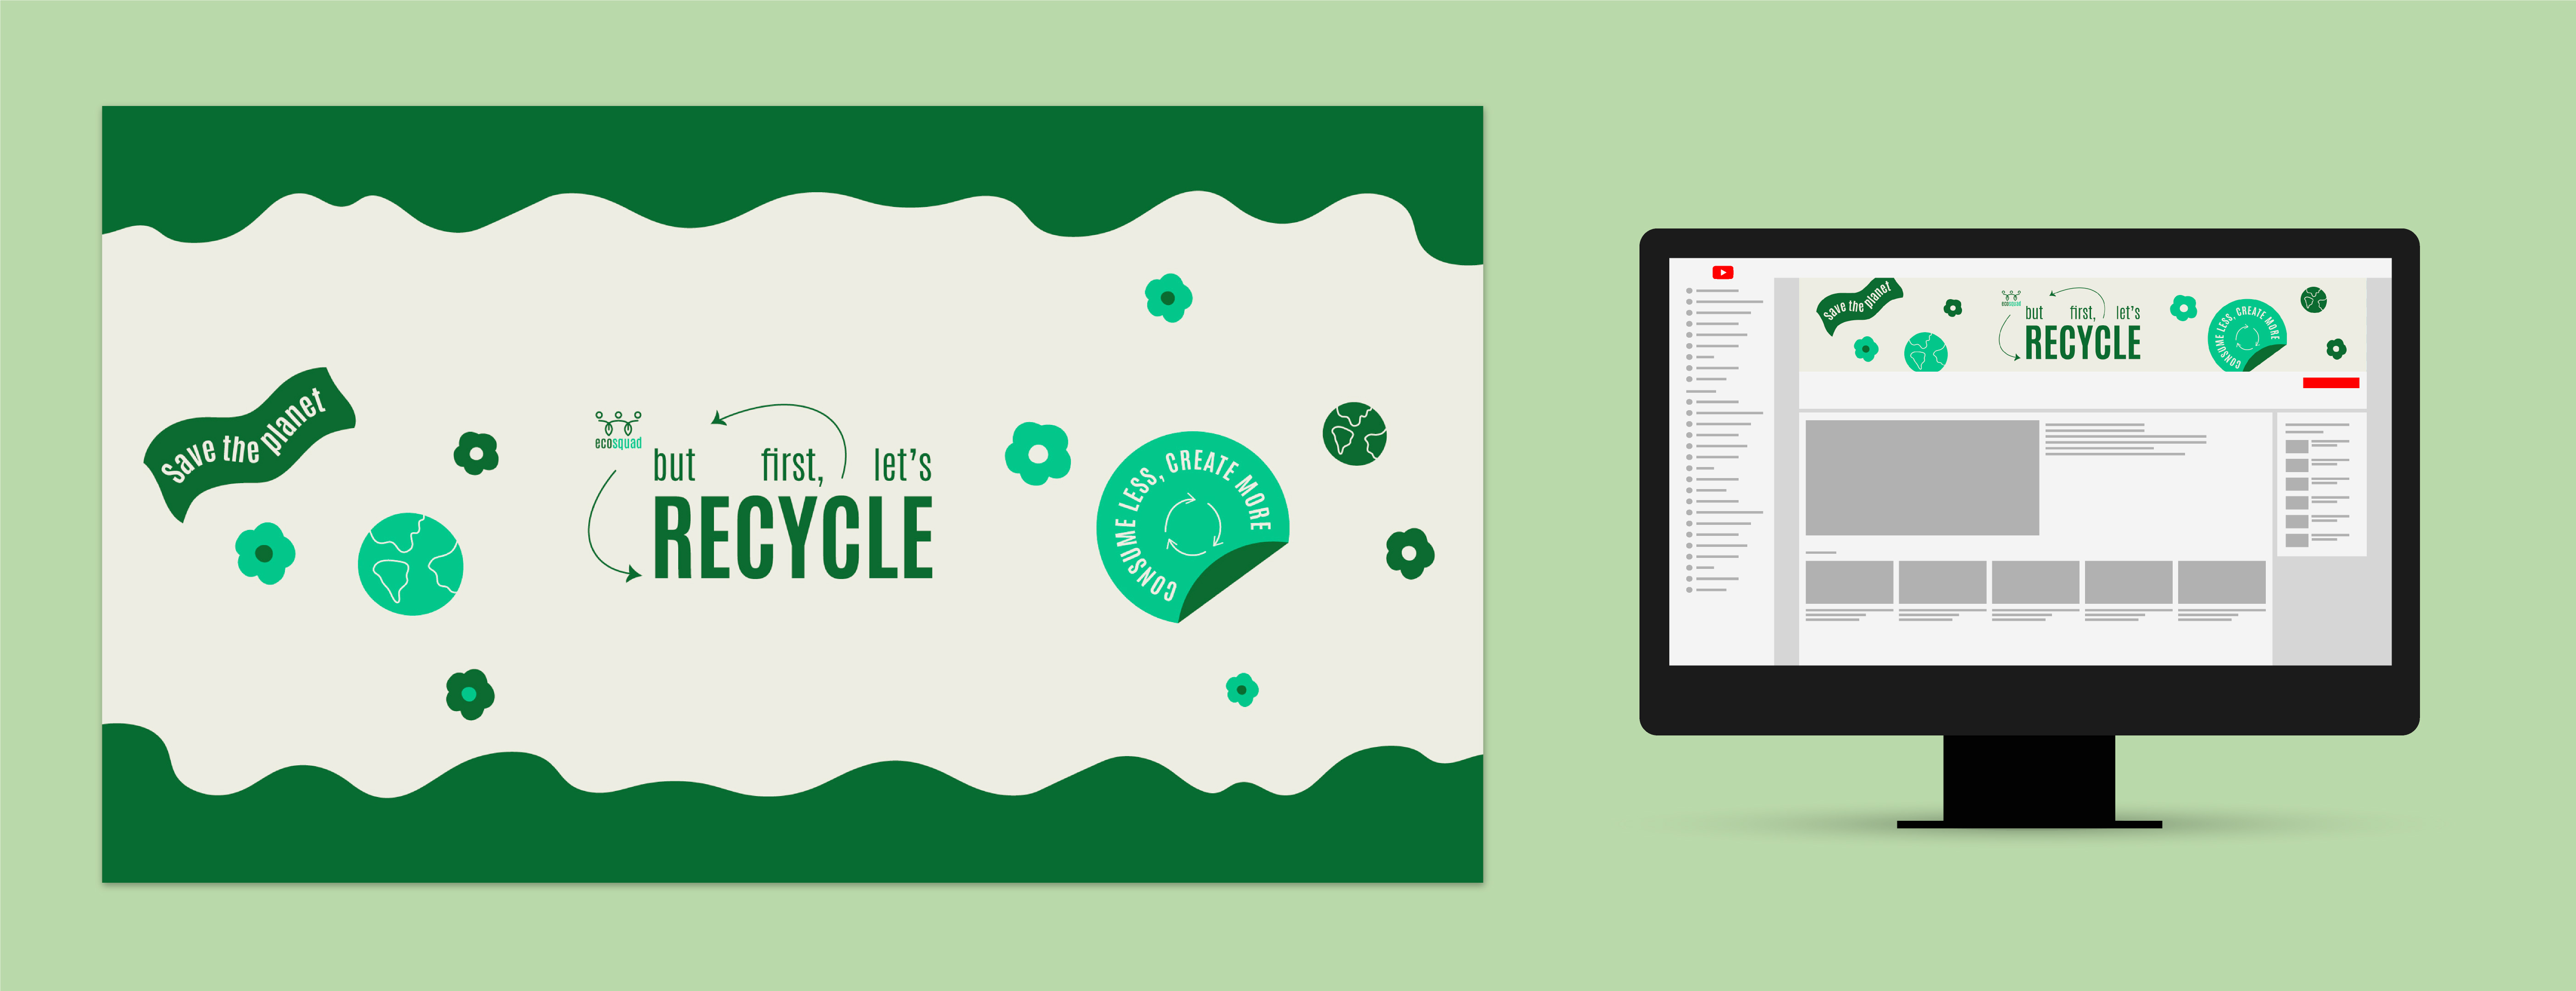 Save the planet
ecosquad
but first, let's
RECYCLE
CONSUME LESS, CREATE MORE
Save the planet
ecosquad
but first, let's
RECYCLE
CONSUME LESS, CREATE MORE